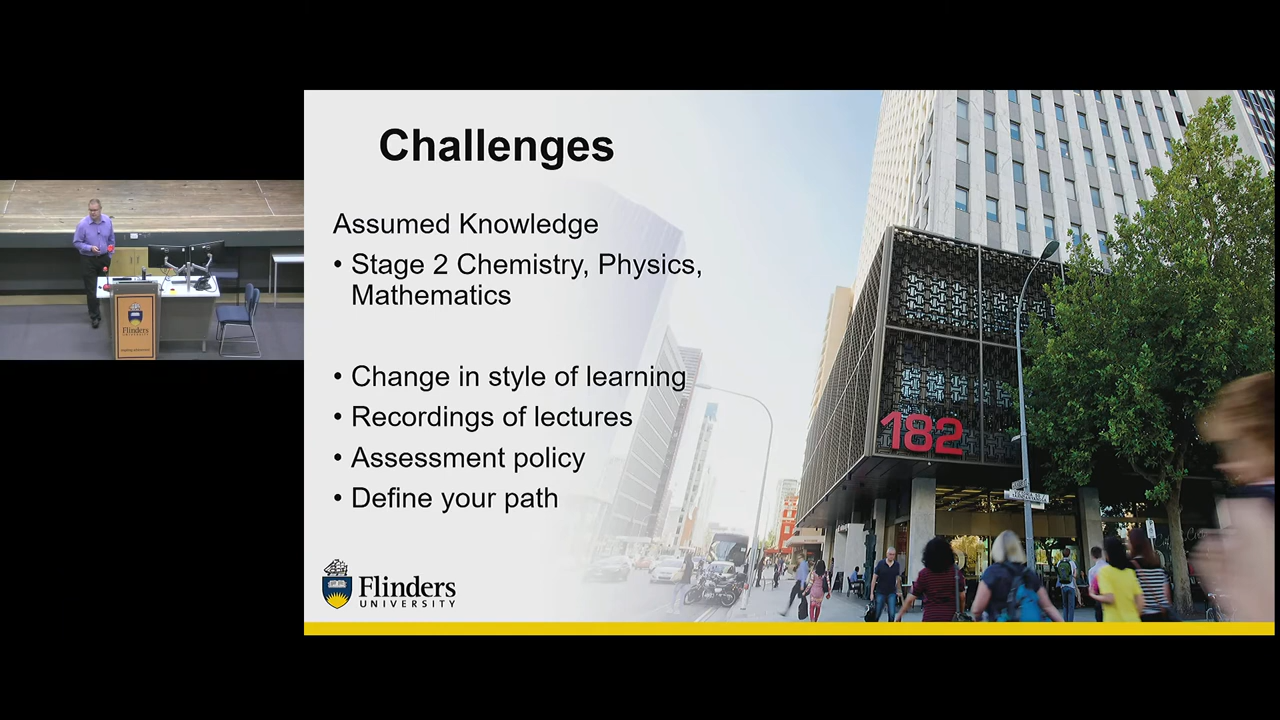 Challenges
Assumed Knowledge
• Stage 2 Chemistry, Physics,
Mathematics
• Change in style of learning
• Recordings of lectures
• Assessment policy
• Define your path
182
Flinders
UNIVERSITY
Flinders